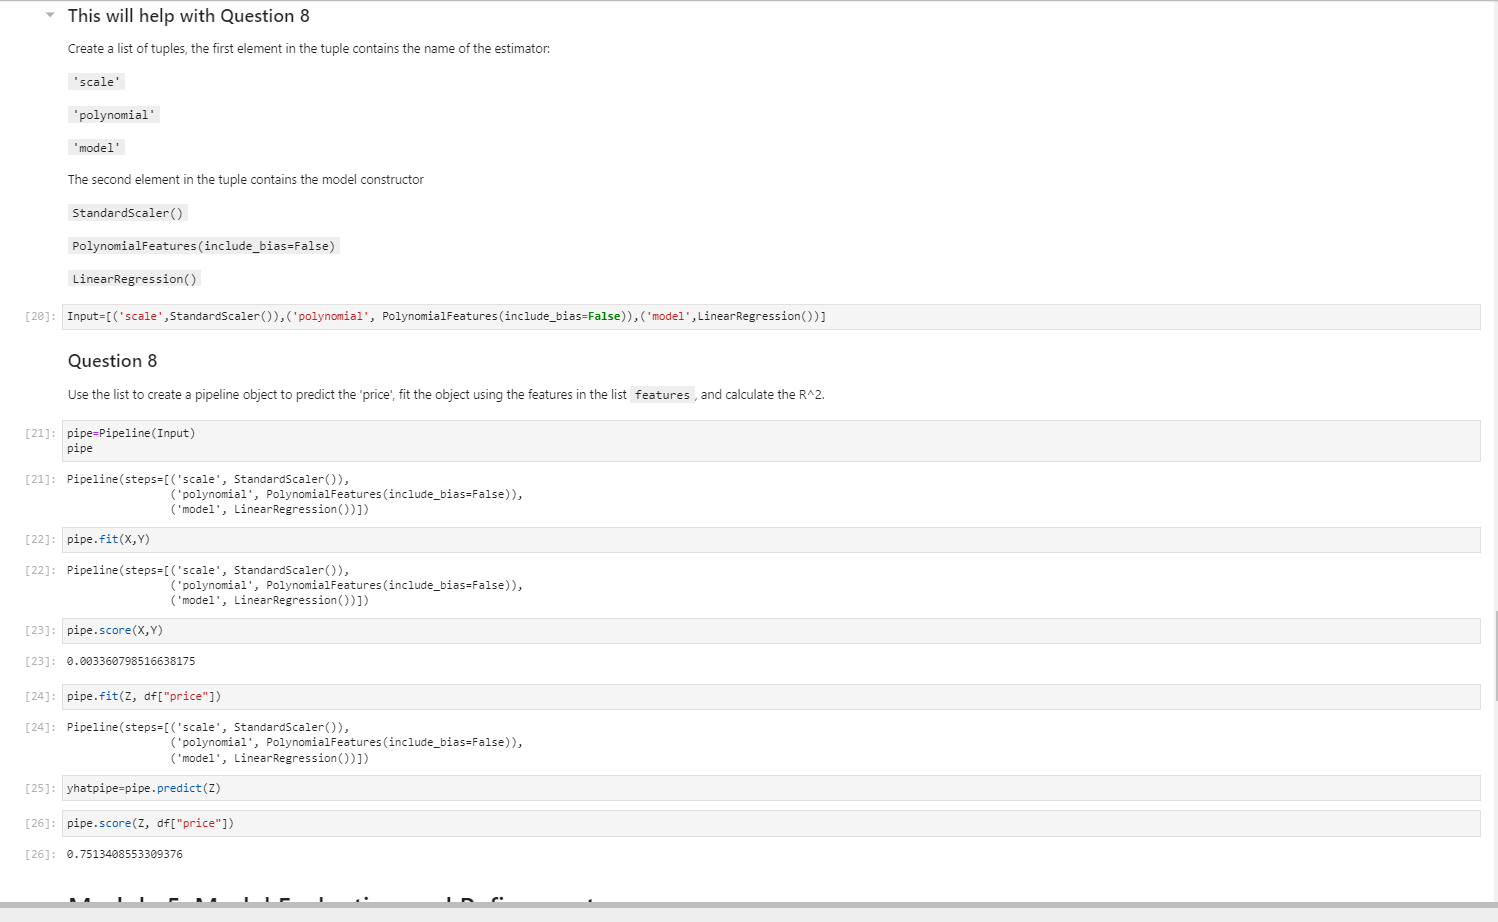 This will help with Question 8
Create a list of tuples, the first element in the tuple contains the name of the estimator:
'scale'
'polynomial'
'model'
The second element in the tuple contains the model constructor
StandardScaler()
PolynomialFeatures(include_bias=False)
LinearRegression()
[20]: Input=[('scale',StandardScaler()),('polynomial', PolynomialFeatures(include_bias=False)),('model',LinearRegression())]
Question 8
Use the list to create a pipeline object to predict the 'price', fit the object using the features in the list features , and calculate the R^2.
[21]: pipe=Pipeline(Input)
pipe
[21]: Pipeline(steps=[('scale', StandardScaler()),
('polynomial', PolynomialFeatures(include_bias=False)),
('model', LinearRegression())])
[22]: pipe.fit(X,Y)
[22]: Pipeline(steps=[('scale', StandardScaler()),
('polynomial', PolynomialFeatures(include_bias=False)),
('model', LinearRegression())])
[23]: pipe.score(X,Y)
[23]: 0.003360798516638175
[24]: pipe.fit(Z, df["price"])
[24]: Pipeline(steps=[('scale', StandardScaler()),
('polynomial', PolynomialFeatures(include_bias=False)),
('model', LinearRegression())])
[25]: yhatpipe=pipe.predict(Z)
[26]: pipe.score(Z, df["price"])
[26]: 0.7513408553309376